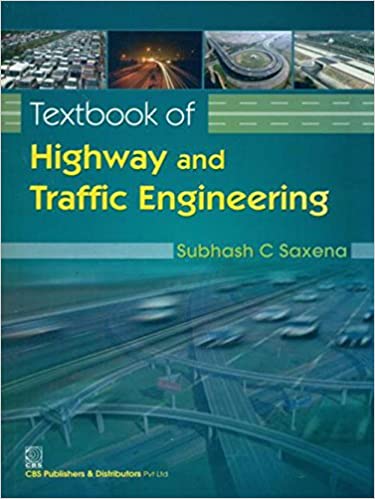 Textbook of
Highway and
Traffic Engineering
Subhash C Saxena
CBS
CBS Publishers & Distributors Pvt Ltd